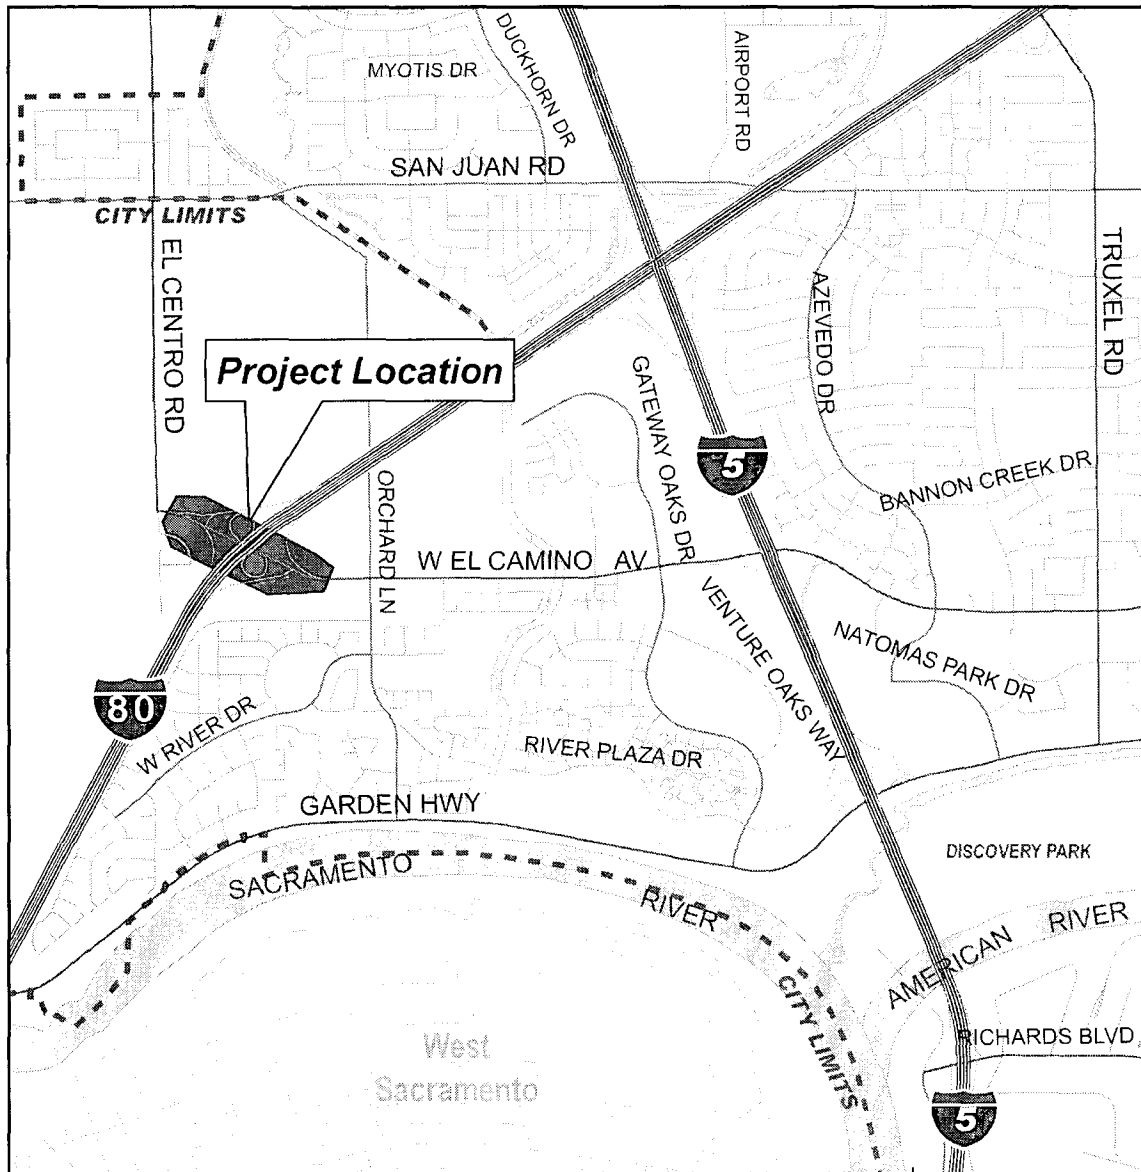 DUCKHORN DR
AIRPORT RD
MYOTIS DR
SAN JUAN RD
CITY LIMITS
EL CENTRO RD
TRUXEL RD
AZEVEDO DR
Project Location
GATEWAY OAKS DR
5
BANNON CREEK DR
ORCHARD LN
W EL CAMINO AV
VENTURE OAKS WAY
NATOMAS PARK DR
80
W RIVER DR
RIVER PLAZA DR
GARDEN HWY
DISCOVERY PARK
SACRAMENTO
RIVER
AMERICAN
RIVER
CITY LIMITS
West
Sacramento
RICHARDS BLVD
5